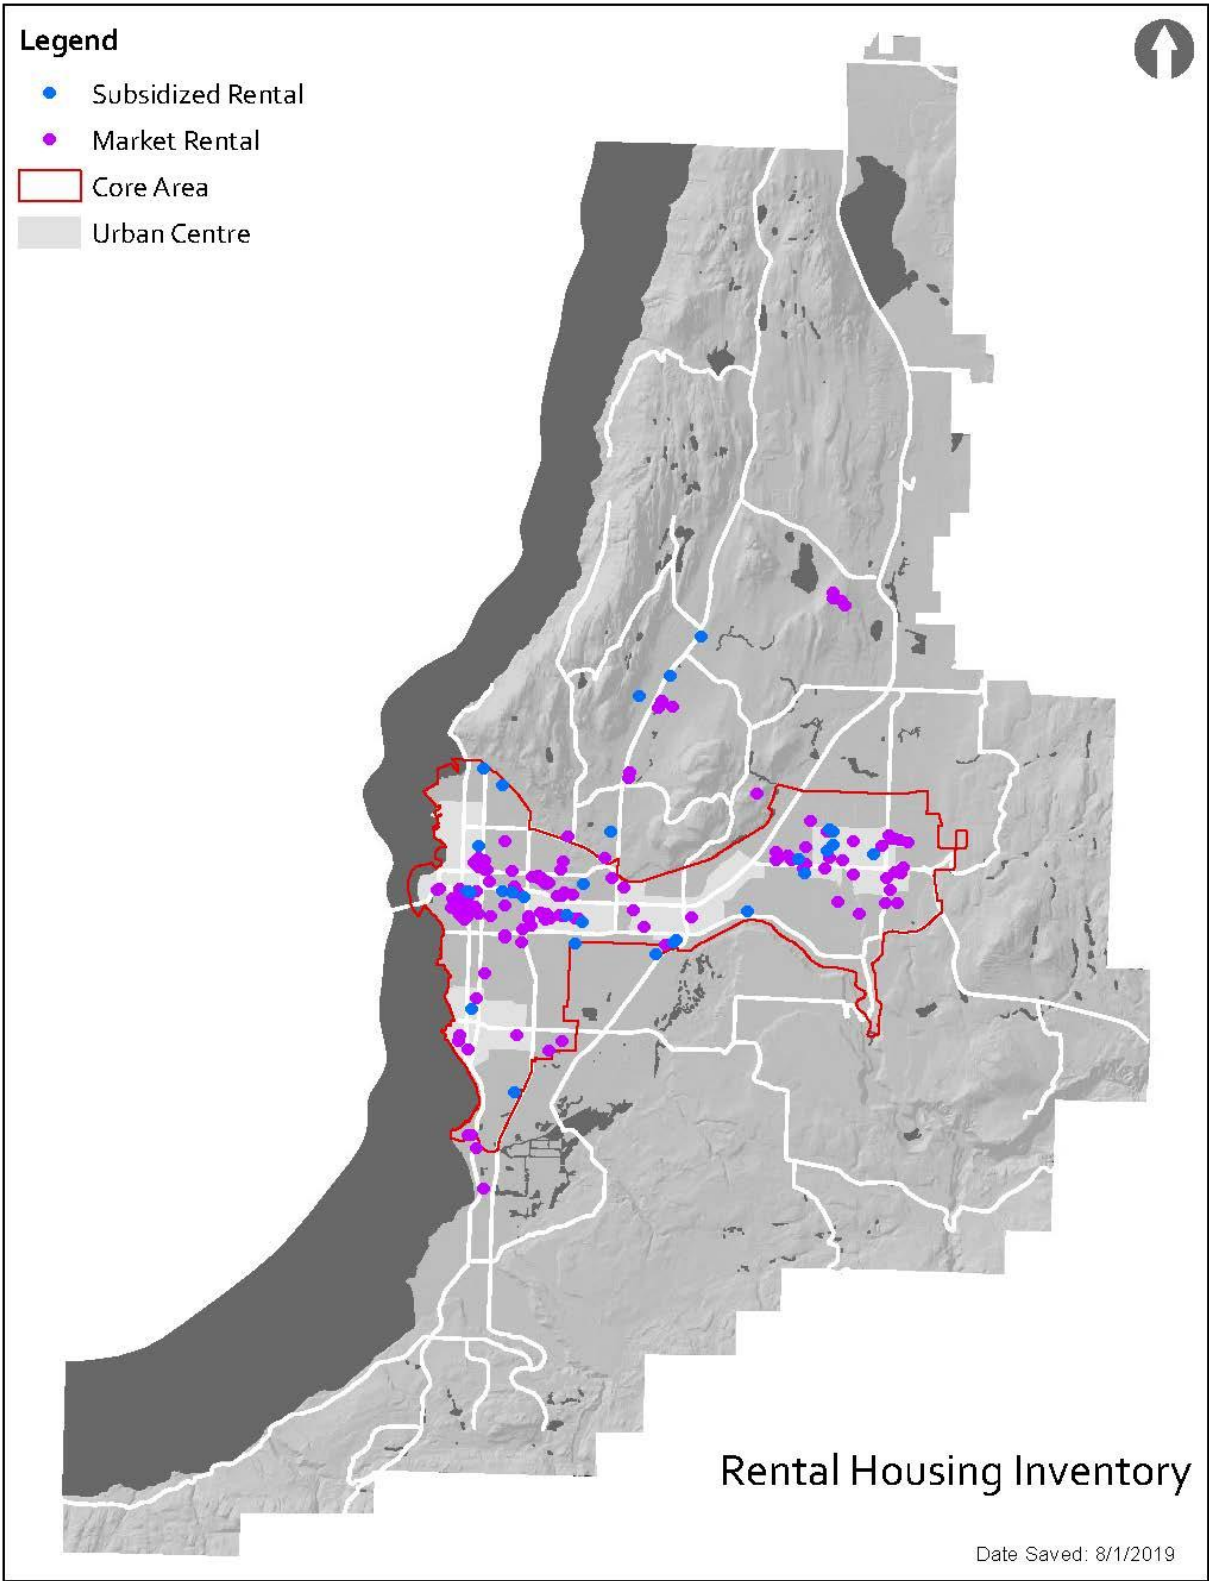 Legend
Subsidized Rental
Market Rental
Core Area
Urban Centre
Rental Housing Inventory
Date Saved: 8/1/2019